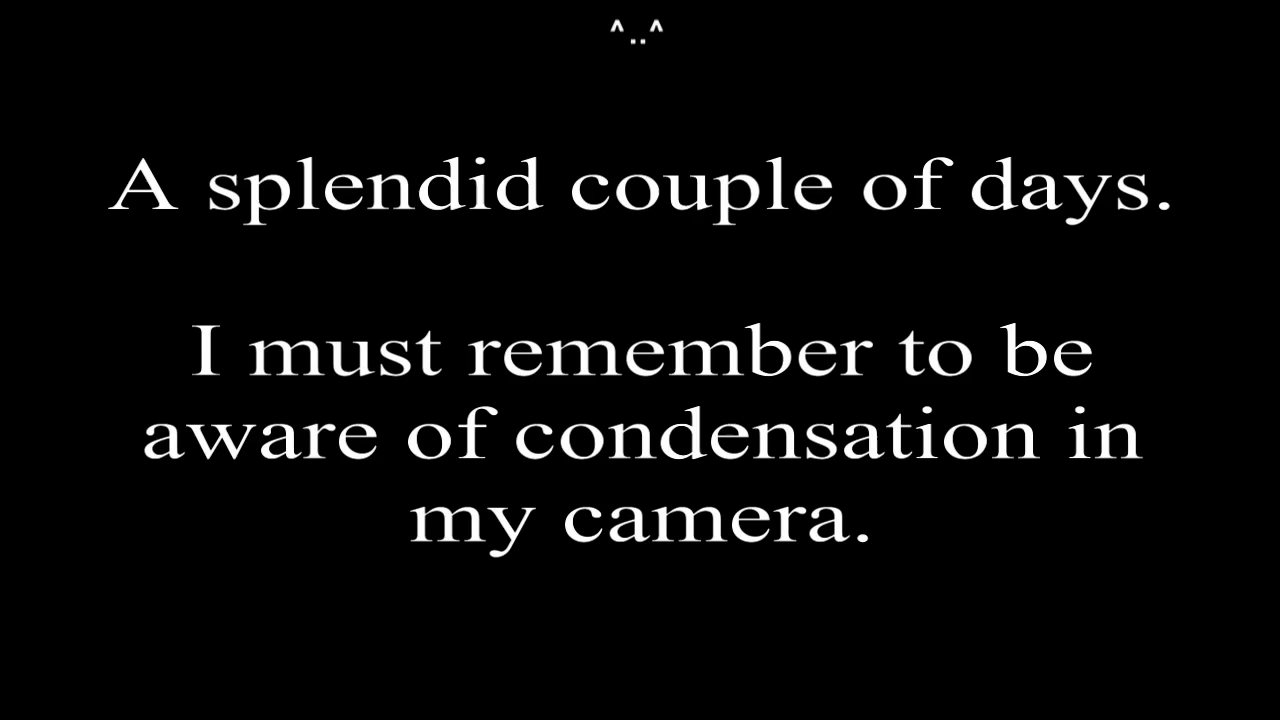 ^..^
A splendid couple of days.
I must remember to be
aware of condensation in
my camera.